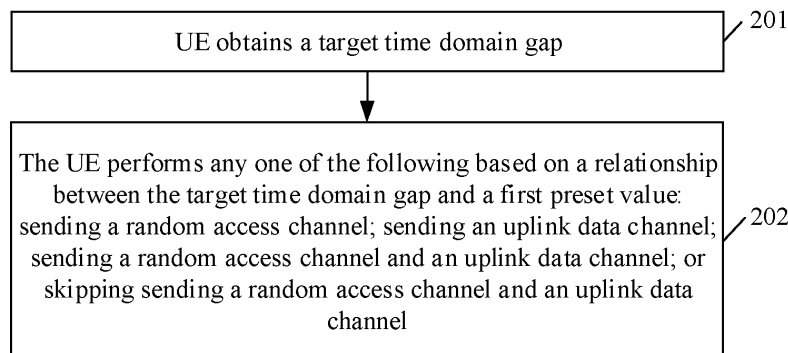 201
UE obtains a target time domain gap
The UE performs any one of the following based on a relationship
between the target time domain gap and a first preset value:
sending a random access channel; sending an uplink data channel;
sending a random access channel and an uplink data channel; or
skipping sending a random access channel and an uplink data
channel
202